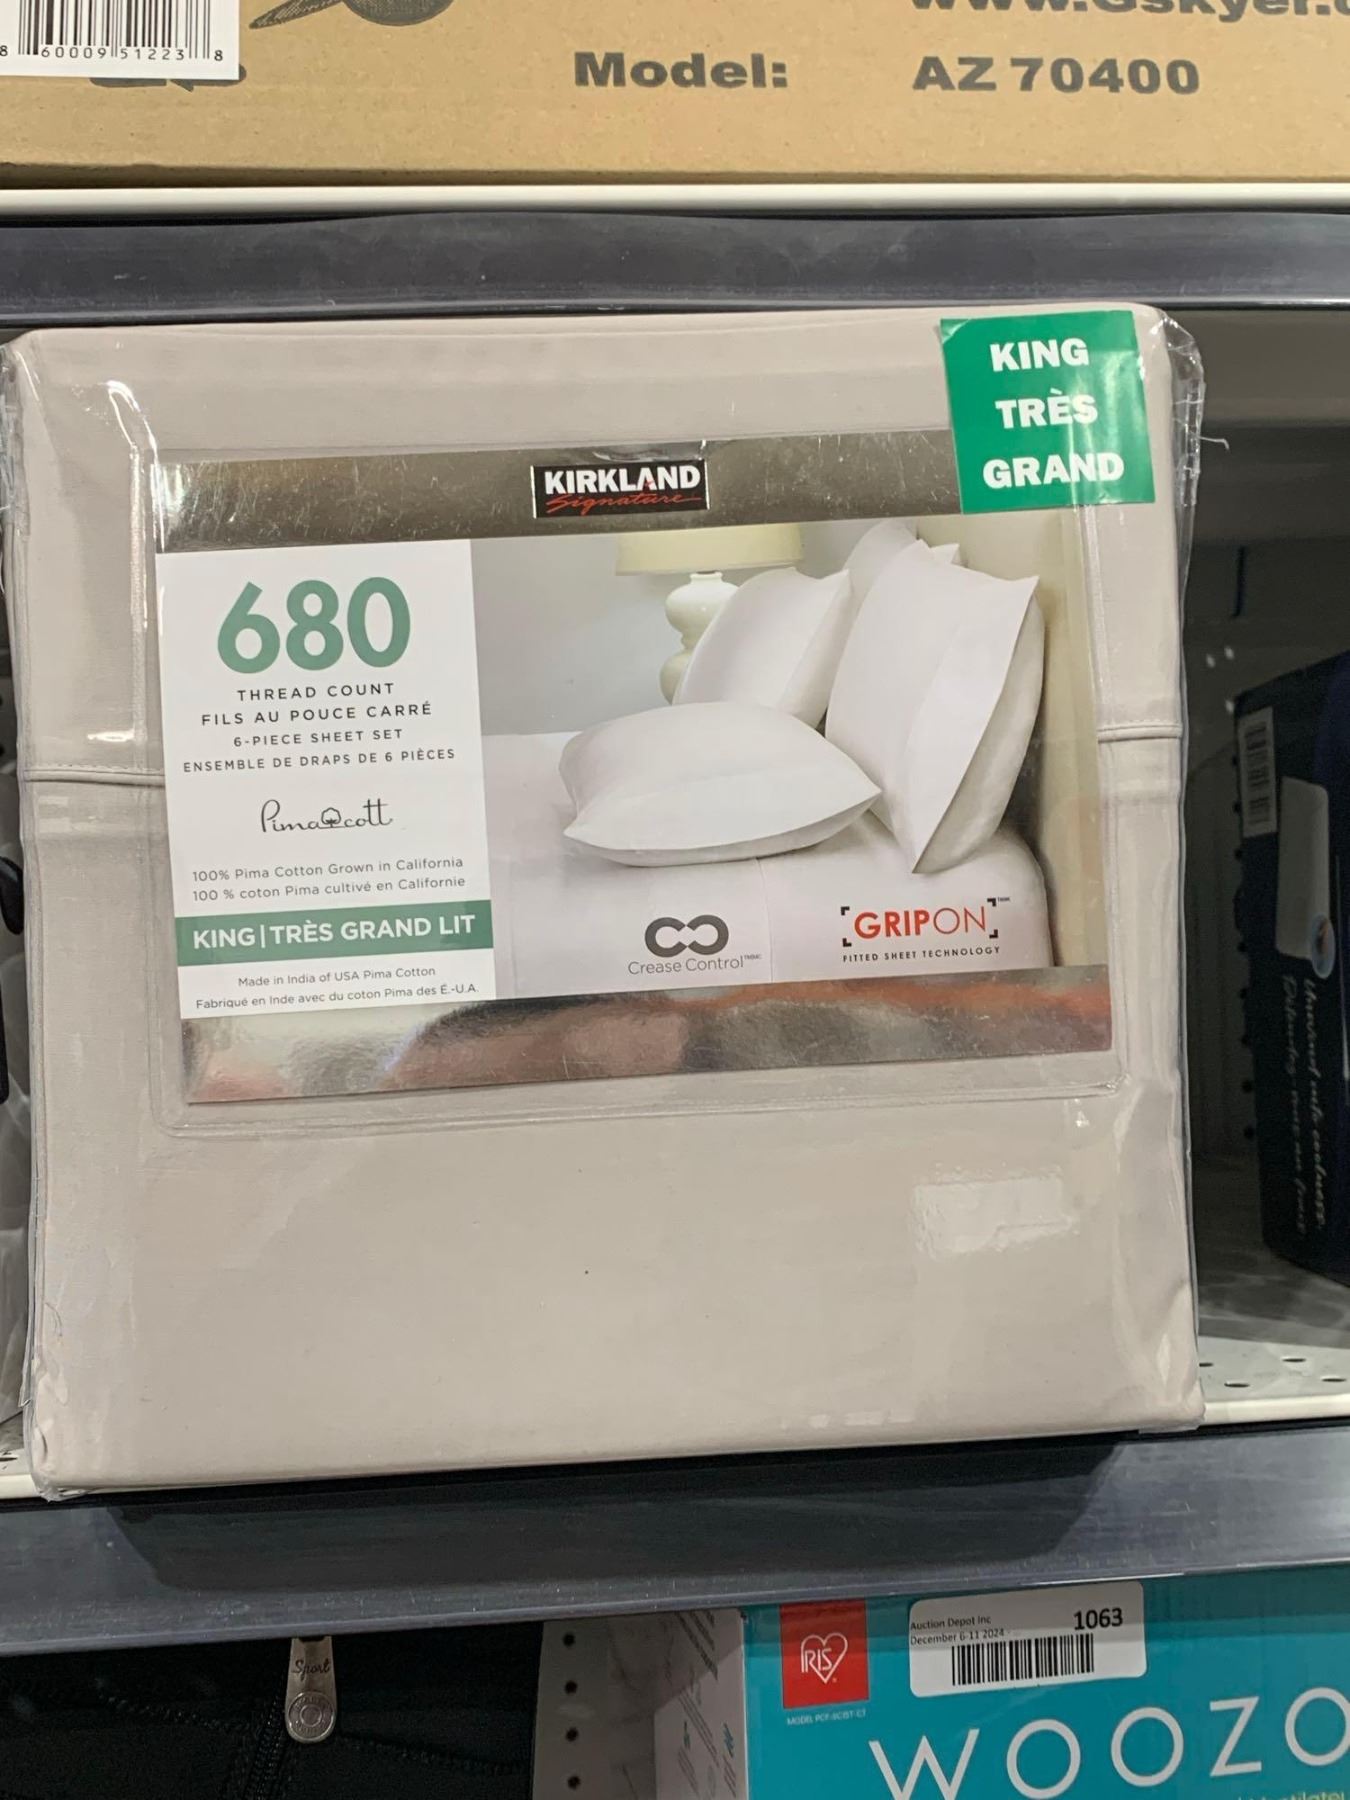 8 60009 51223 8
Model: AZ 70400
KING
TRÈS
GRAND
KIRKLAND
Signature
680
THREAD COUNT
FILS AU POUCE CARRÉ
6-PIECE SHEET SET
ENSEMBLE DE DRAPS DE 6 PIÈCES
Pimacott
100% Pima Cotton Grown in California
100 % coton Pima cultivé en Californie
KING | TRÈS GRAND LIT
Made in India of USA Pima Cotton
Fabriqué en Inde avec du coton Pima des É.-U.A.
Crease Control
GRIPON
FITTED SHEET TECHNOLOGY
Sport
IRIS
Auction Depot Inc
December 6-11 2024
1063
WOOZO